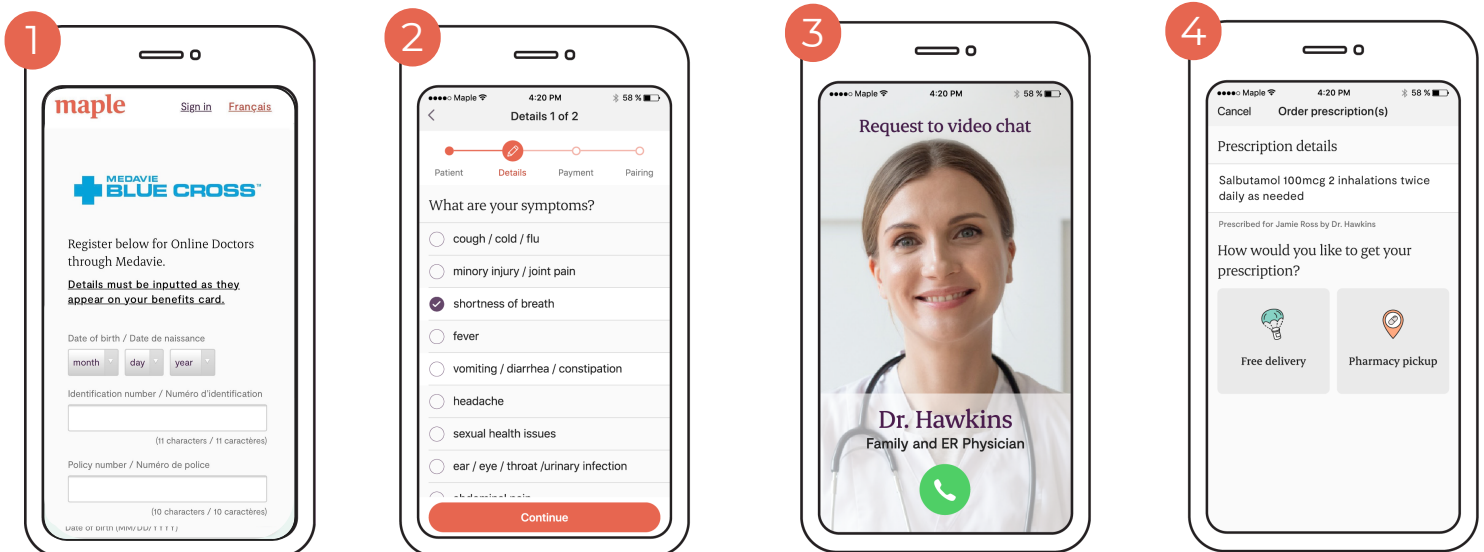 1
maple
Sign in Français
MEDAVIE
BLUE CROSS™
Register below for Online Doctors
through Medavie.
Details must be inputted as they
appear on your benefits card.
Date of birth / Date de naissance
month day year
Identification number / Numéro d'identification
(11 characters / 11 caractères)
Policy number / Numéro de police
(10 characters / 10 caractères)
Date of birth (MM/DD/YYYY)
2
Maple 4:20 PM 58 %
Details 1 of 2
Patient Details Payment Pairing
What are your symptoms?
cough / cold / flu
minory injury / joint pain
shortness of breath
fever
vomiting / diarrhea / constipation
headache
sexual health issues
ear / eye / throat /urinary infection
abdominal pain
Continue
3
Maple 4:20 PM 58 %
Request to video chat
Dr. Hawkins
Family and ER Physician
4
Maple 4:20 PM 58 %
Cancel Order prescription(s)
Prescription details
Salbutamol 100mcg 2 inhalations twice
daily as needed
Prescribed for Jamie Ross by Dr. Hawkins
How would you like to get your
prescription?
Free delivery Pharmacy pickup